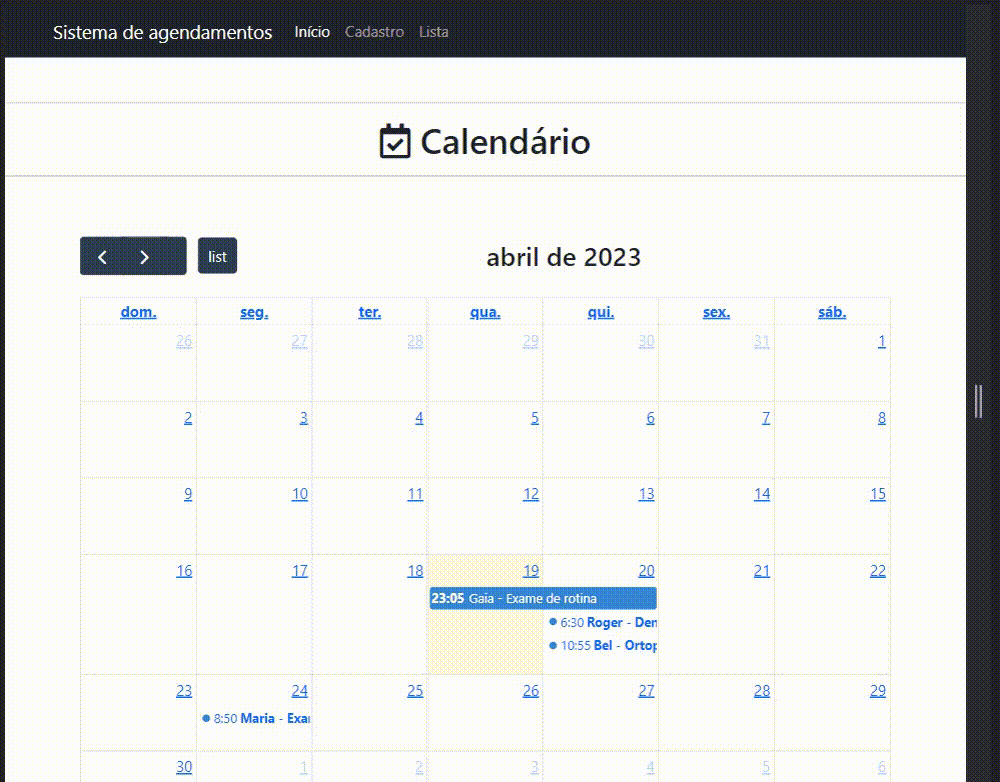 Sistema de agendamentos Início Cadastro Lista
Calendário
list abril de 2023
dom. seg. ter. qua. qui. sex. sáb.
26 27 28 29 30 31 1
2 3 4 5 6 7 8
9 10 11 12 13 14 15
16 17 18 19 20 21 22
23:05 Gaia - Exame de rotina
6:30 Roger - Den
10:55 Bel - Ortop
23 24 25 26 27 28 29
8:50 Maria - Exa
30 1 2 3 4 5 6